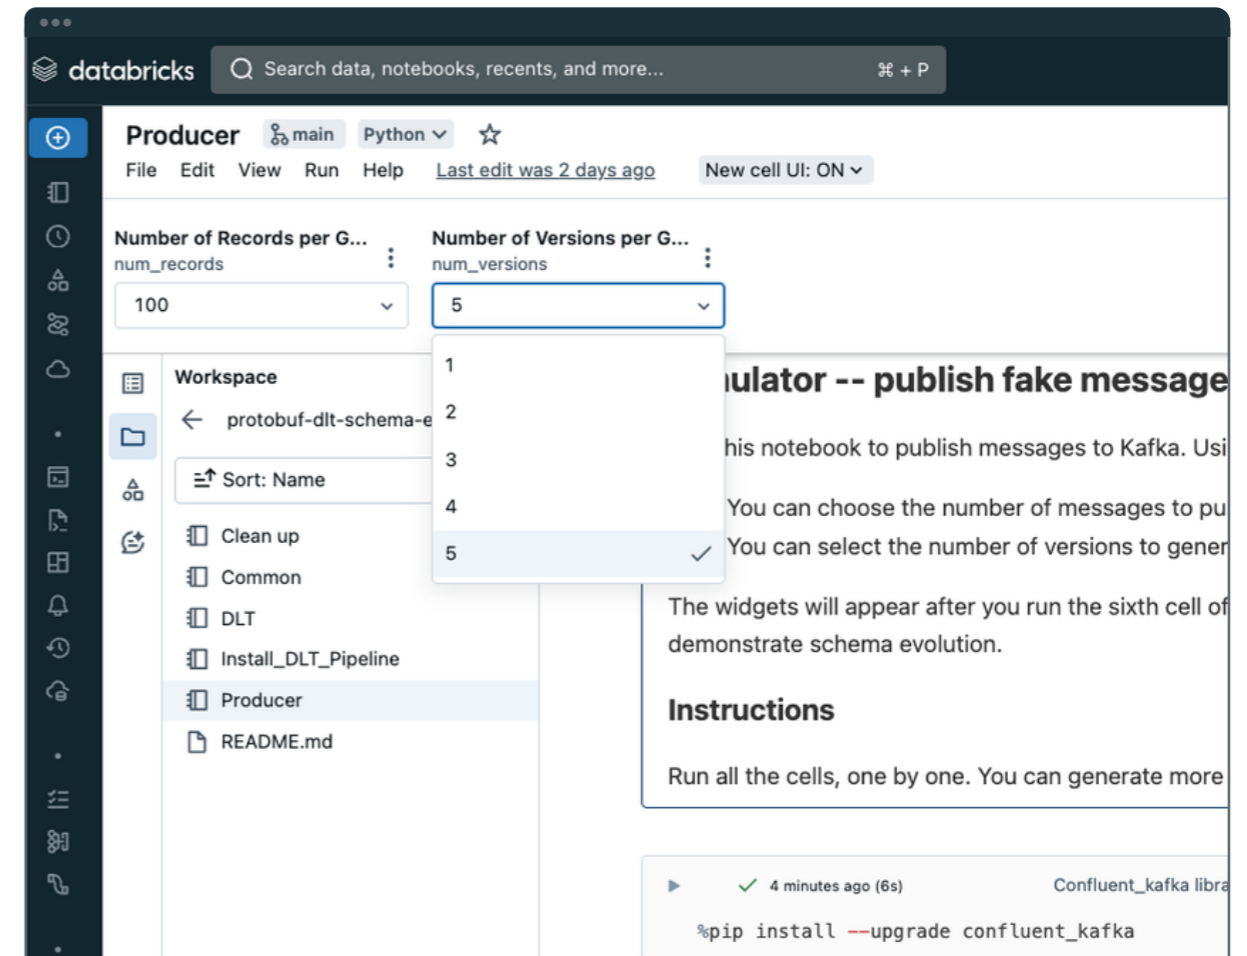 databricks
Search data, notebooks, recents, and more...
⌘ + P
Producer
main
Python
File Edit View Run Help
Last edit was 2 days ago
New cell UI: ON
Number of Records per G...
num_records
100
Number of Versions per G...
num_versions
5
1
2
3
4
5
Workspace
protobuf-dlt-schema-e
Sort: Name
Clean up
Common
DLT
Install_DLT_Pipeline
Producer
README.md
ulator -- publish fake message
his notebook to publish messages to Kafka. Usi
You can choose the number of messages to pu
You can select the number of versions to gener
The widgets will appear after you run the sixth cell of
demonstrate schema evolution.
Instructions
Run all the cells, one by one. You can generate more
4 minutes ago (6s)
Confluent_kafka libra
%pip install --upgrade confluent_kafka